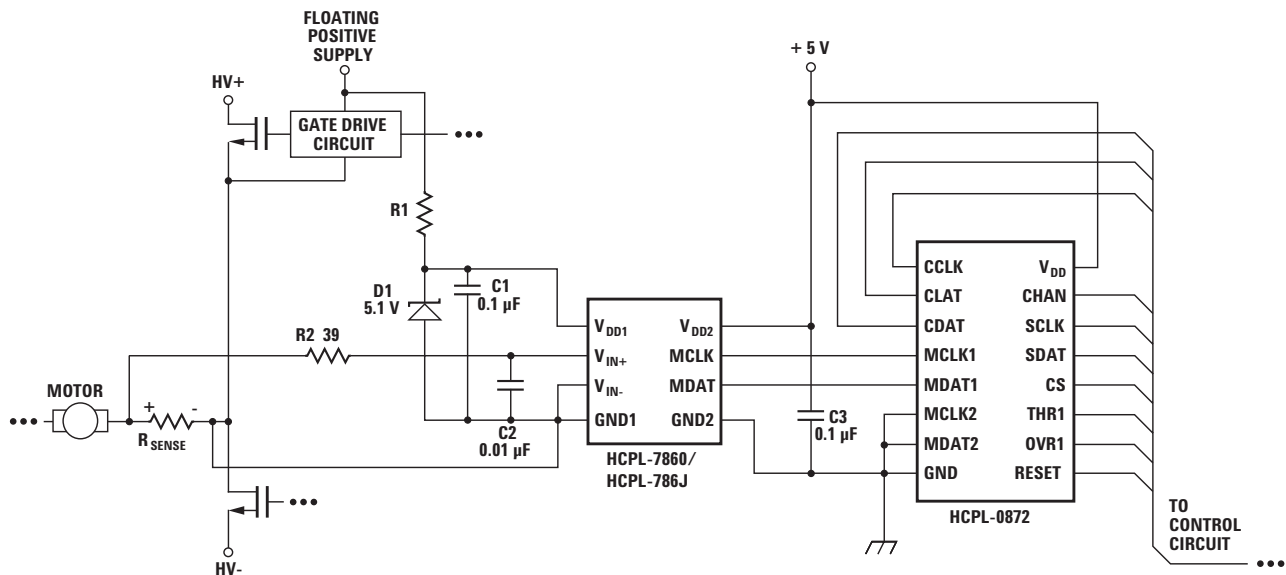 FLOATING
POSITIVE
SUPPLY
+ 5 V
HV+
GATE DRIVE
CIRCUIT
R1
D1
5.1 V
C1
0.1 µF
R2 39
MOTOR
+ -
R SENSE
C2
0.01 µF
VDD1
VIN+
VIN-
GND1
VDD2
MCLK
MDAT
GND2
HCPL-7860/
HCPL-786J
C3
0.1 µF
CCLK
CLAT
CDAT
MCLK1
MDAT1
MCLK2
MDAT2
GND
VDD
CHAN
SCLK
SDAT
CS
THR1
OVR1
RESET
HCPL-0872
TO
CONTROL
CIRCUIT
HV-